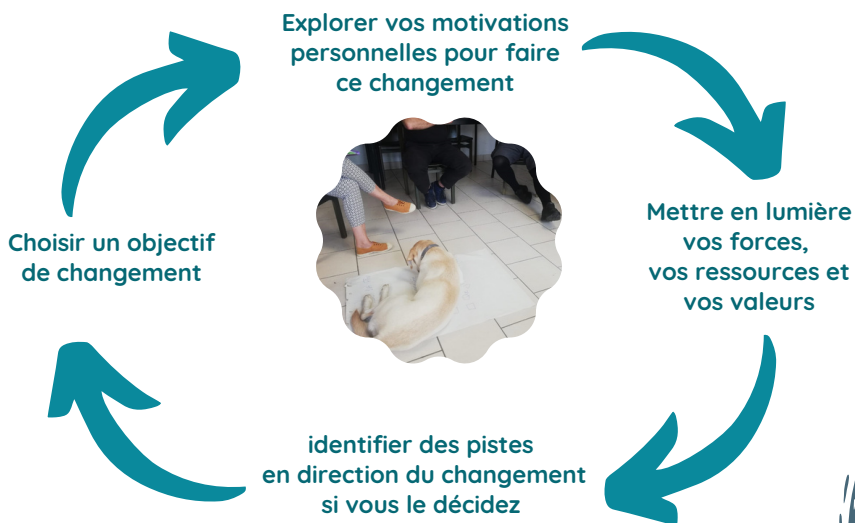 Explorer vos motivations
personnelles pour faire
ce changement
Mettre en lumière
vos forces,
vos ressources et
vos valeurs
identifier des pistes
en direction du changement
si vous le décidez
Choisir un objectif
de changement